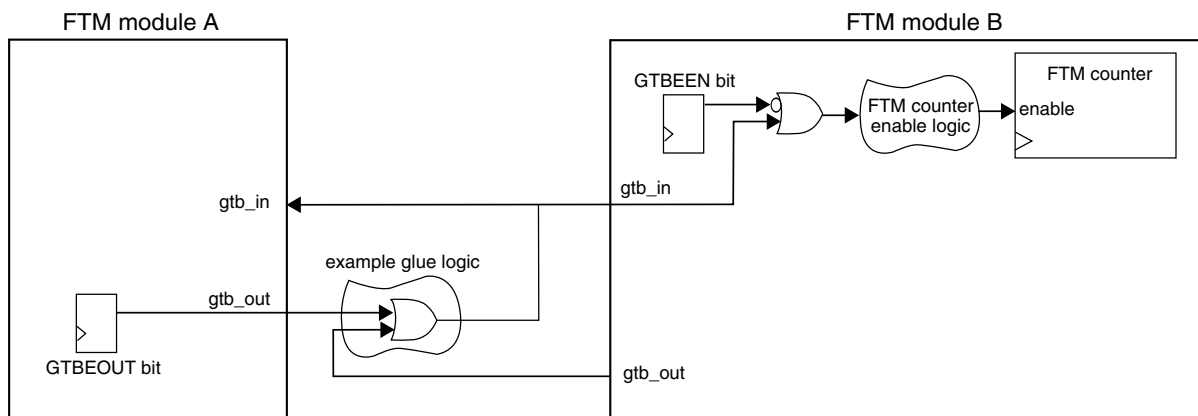 FTM module A
FTM module B
GTBEEN bit
FTM counter
FTM counter
enable logic
enable
gtb_in
gtb_in
example glue logic
gtb_out
GTBEOUT bit
gtb_out